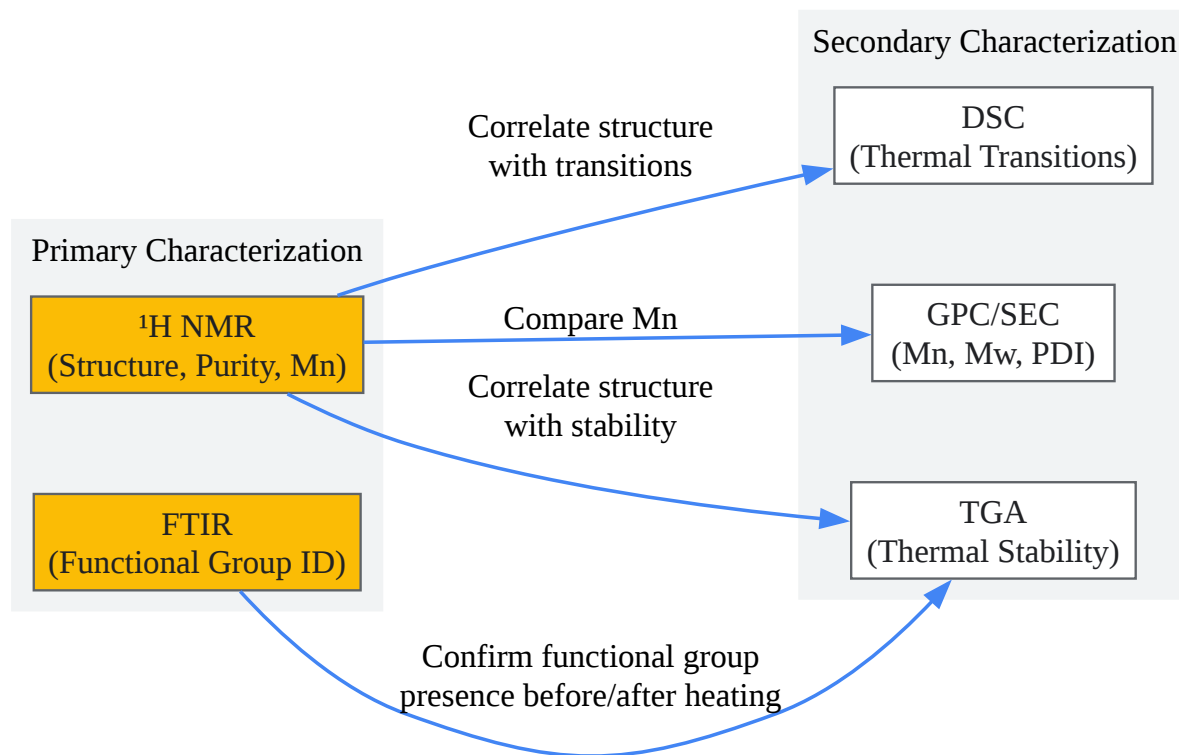 Primary Characterization
¹H NMR
(Structure, Purity, Mn)
FTIR
(Functional Group ID)
Correlate structure
with transitions
Compare Mn
Correlate structure
with stability
Confirm functional group
presence before/after heating
Secondary Characterization
DSC
(Thermal Transitions)
GPC/SEC
(Mn, Mw, PDI)
TGA
(Thermal Stability)